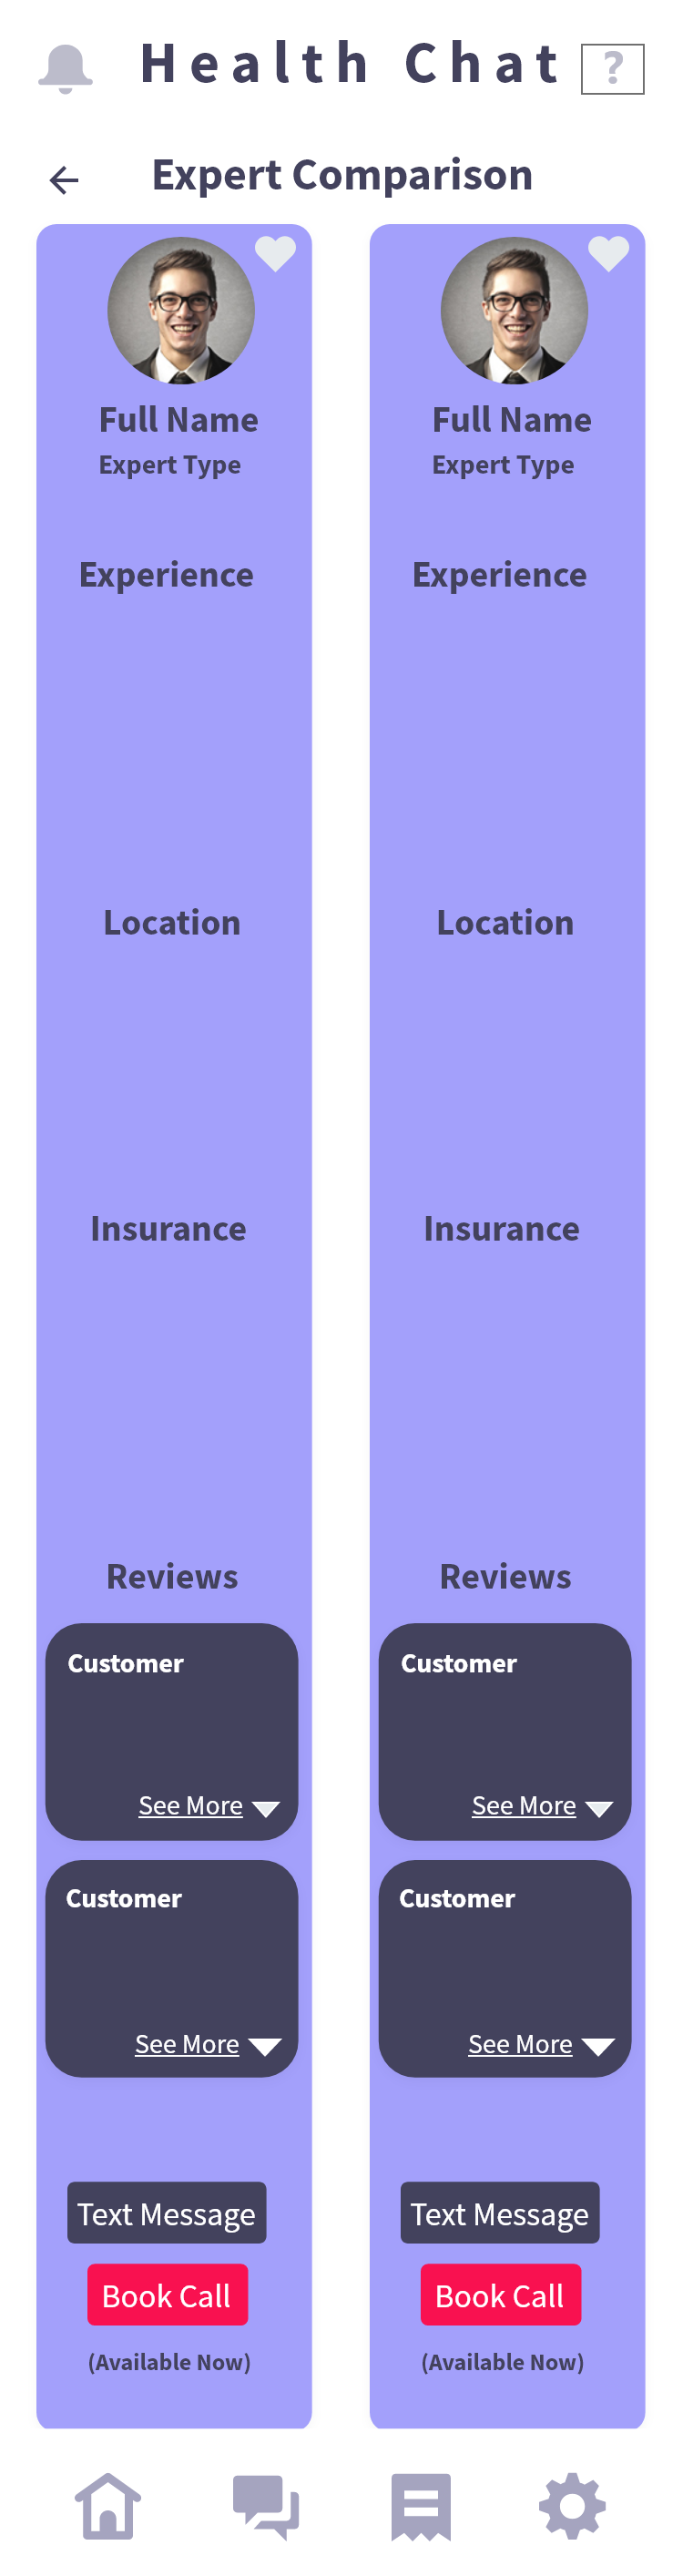 Health Chat ?
Expert Comparison
Full Name
Expert Type
Experience
Location
Insurance
Reviews
Customer
See More
Customer
See More
Text Message
Book Call
(Available Now)
Full Name
Expert Type
Experience
Location
Insurance
Reviews
Customer
See More
Customer
See More
Text Message
Book Call
(Available Now)